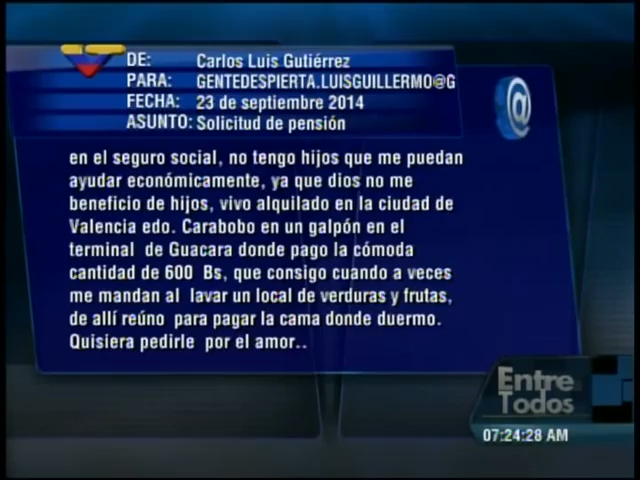 DE: Carlos Luis Gutiérrez
PARA: GENTEDESPIERTA.LUISGUILLERMO@G
FECHA: 23 de septiembre 2014
ASUNTO: Solicitud de pensión
@
en el seguro social, no tengo hijos que me puedan
ayudar económicamente, ya que dios no me
beneficio de hijos, vivo alquilado en la ciudad de
Valencia edo. Carabobo en un galpón en el
terminal de Guacara donde pago la cómoda
cantidad de 600 Bs, que consigo cuando a veces
me mandan al lavar un local de verduras y frutas,
de allí reúno para pagar la cama donde duermo.
Quisiera pedirle por el amor..
Entre
Todos
07:24:28 AM